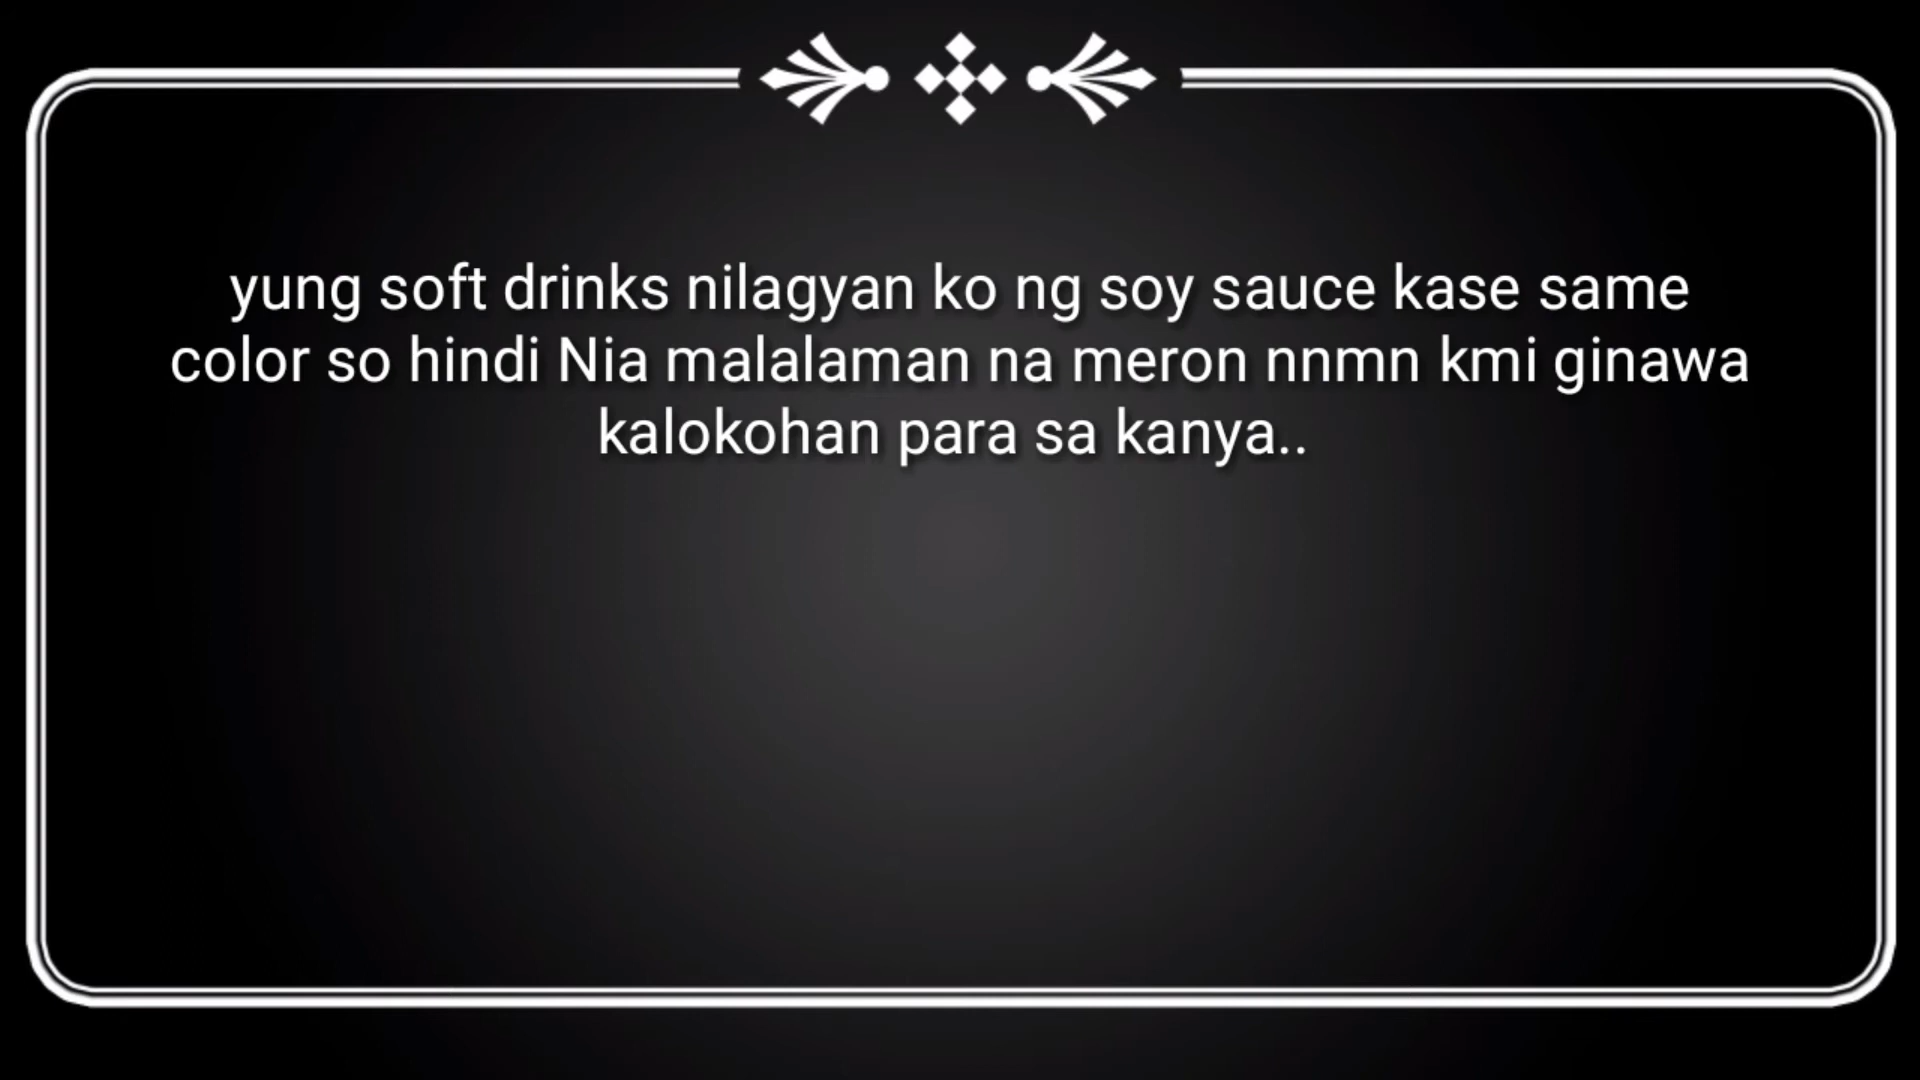 yung soft drinks nilagyan ko ng soy sauce kase same
color so hindi Nia malalaman na meron nnmn kmi ginawa
kalokohan para sa kanya..